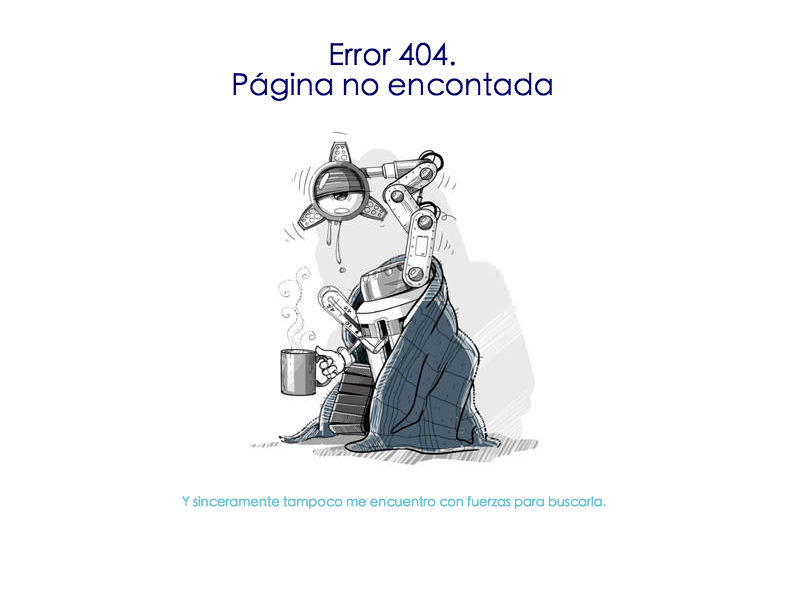 Error 404.
Página no encontada
Y sinceramente tampoco me encuentro con fuerzas para buscarla.